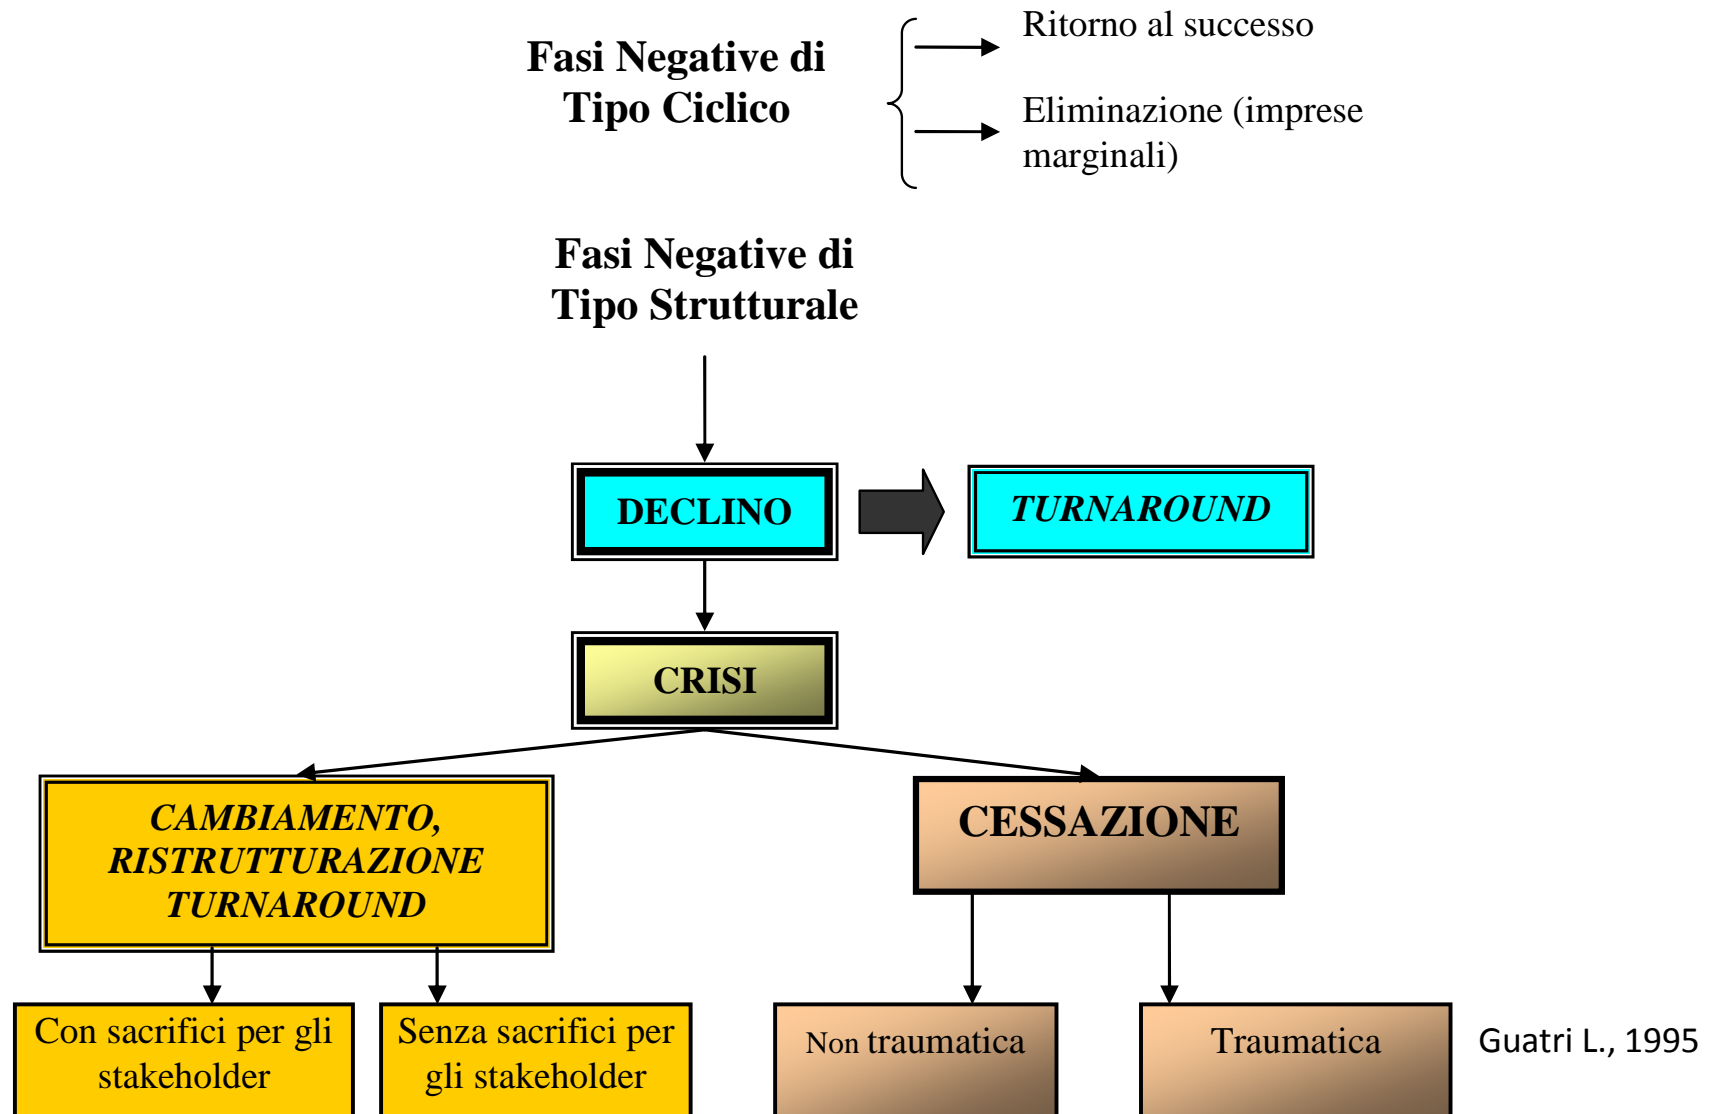 Fasi Negative di
Tipo Ciclico
Ritorno al successo
Eliminazione (imprese
marginali)
Fasi Negative di
Tipo Strutturale
DECLINO
TURNAROUND
CRISI
CAMBIAMENTO,
RISTRUTTURAZIONE
TURNAROUND
CESSAZIONE
Con sacrifici per gli
stakeholder
Senza sacrifici per
gli stakeholder
Non traumatica
Traumatica
Guatri L., 1995